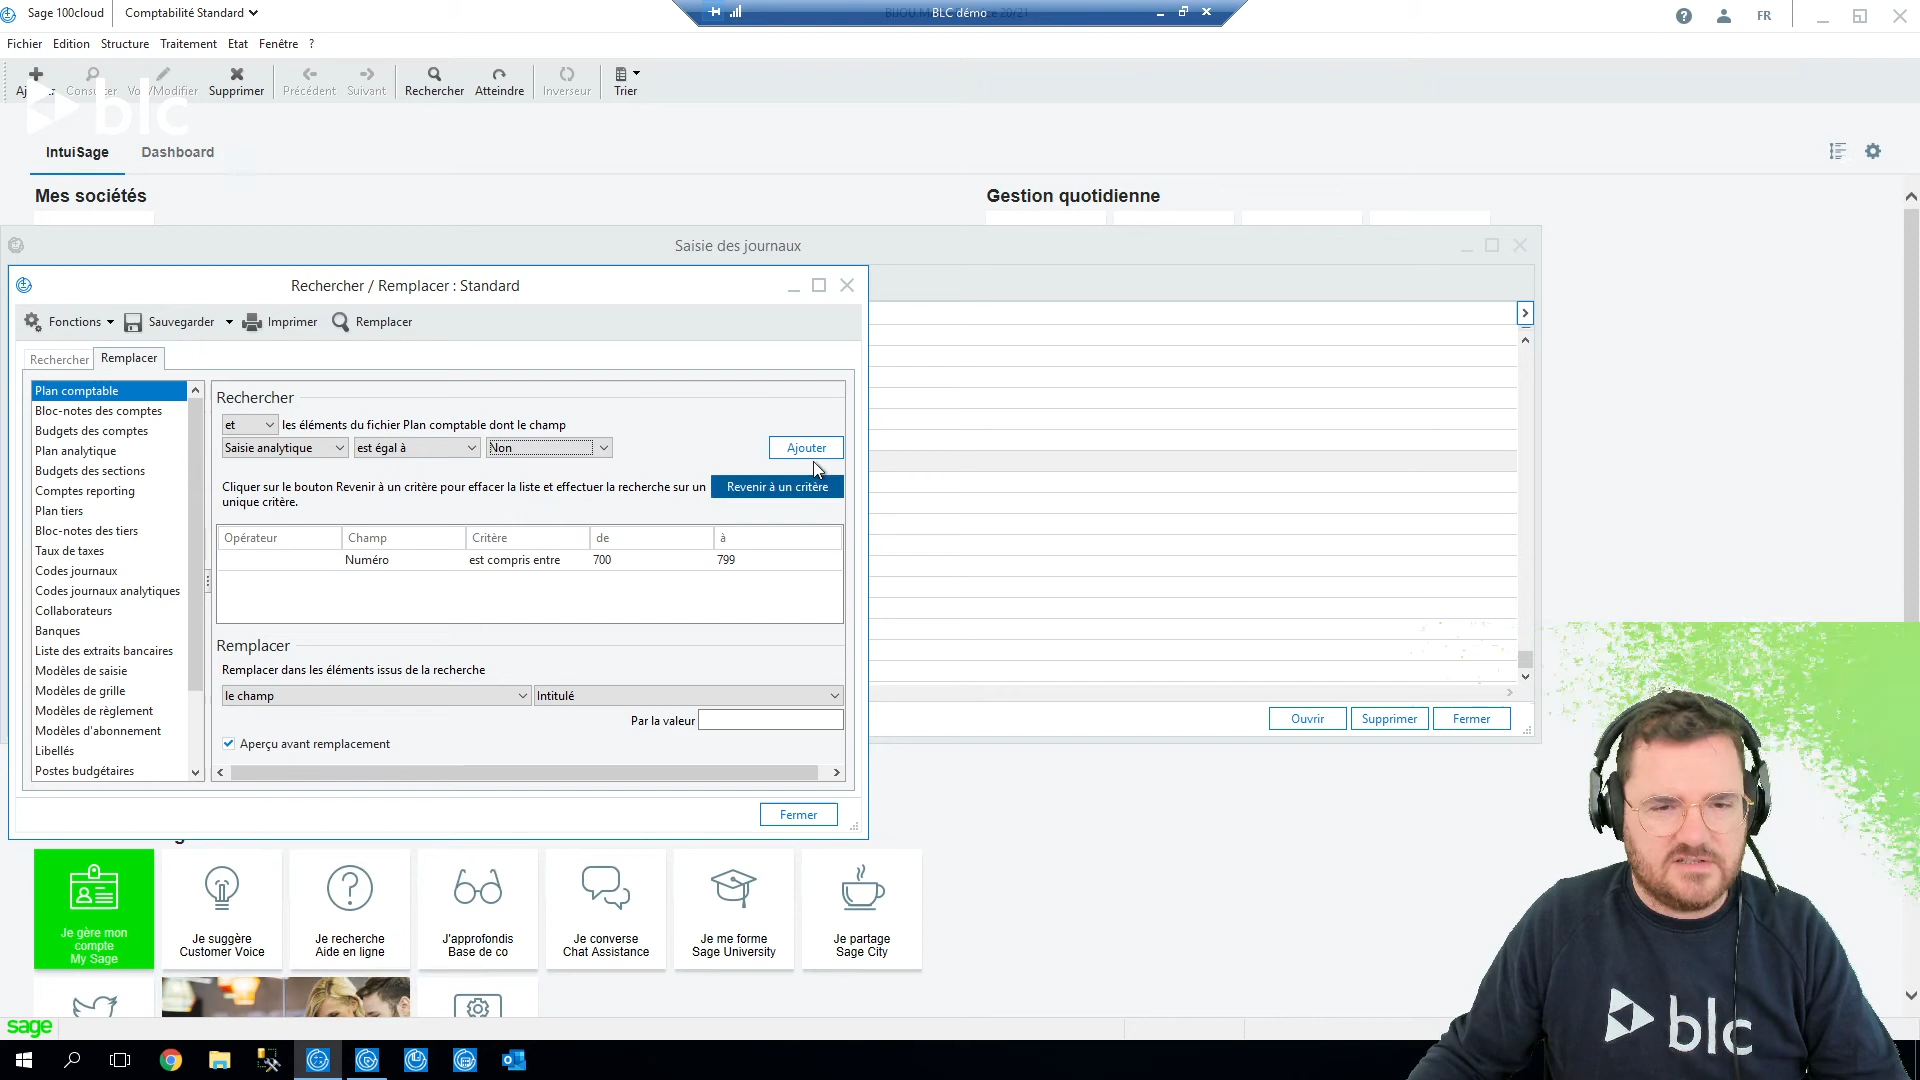 Sage 100cloud
Comptabilité Standard
BLC démo
FR
Fichier Edition Structure Traitement Etat Fenêtre ?
Consulter Voir/Modifier Supprimer Précédent Suivant Rechercher Atteindre Inverseur Trier
blc
IntuiSage Dashboard
Mes sociétés
Gestion quotidienne
Saisie des journaux
Rechercher / Remplacer : Standard
Fonctions Sauvegarder Imprimer Remplacer
Rechercher Remplacer
Plan comptable
Bloc-notes des comptes
Budgets des comptes
Plan analytique
Budgets des sections
Comptes reporting
Plan tiers
Bloc-notes des tiers
Taux de taxes
Codes journaux
Codes journaux analytiques
Collaborateurs
Banques
Liste des extraits bancaires
Modèles de saisie
Modèles de grille
Modèles de règlement
Modèles d'abonnement
Libellés
Postes budgétaires
Rechercher
et les éléments du fichier Plan comptable dont le champ
Saisie analytique est égal à Non Ajouter
Cliquer sur le bouton Revenir à un critère pour effacer la liste et effectuer la recherche sur un
unique critère.
Revenir à un critère
Opérateur Champ Critère de à
Numéro est compris entre 700 799
Remplacer
Remplacer dans les éléments issus de la recherche
le champ Intitulé
Par la valeur
Aperçu avant remplacement
Fermer
Ouvrir Supprimer Fermer
Je gère mon
compte
My Sage
Je suggère
Customer Voice
Je recherche
Aide en ligne
J'approfondis
Base de co
Je converse
Chat Assistance
Je me forme
Sage University
Je partage
Sage City
sage
blc